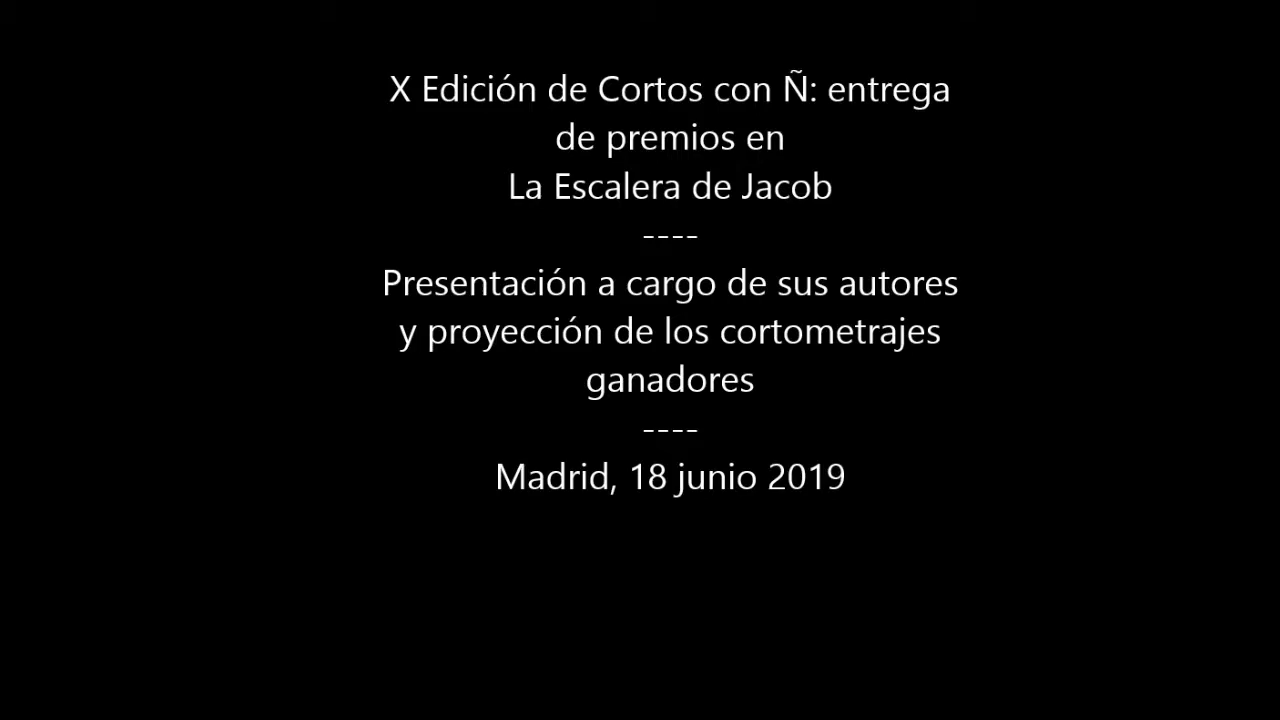 X Edición de Cortos con Ñ: entrega
de premios en
La Escalera de Jacob
----
Presentación a cargo de sus autores
y proyección de los cortometrajes
ganadores
----
Madrid, 18 junio 2019